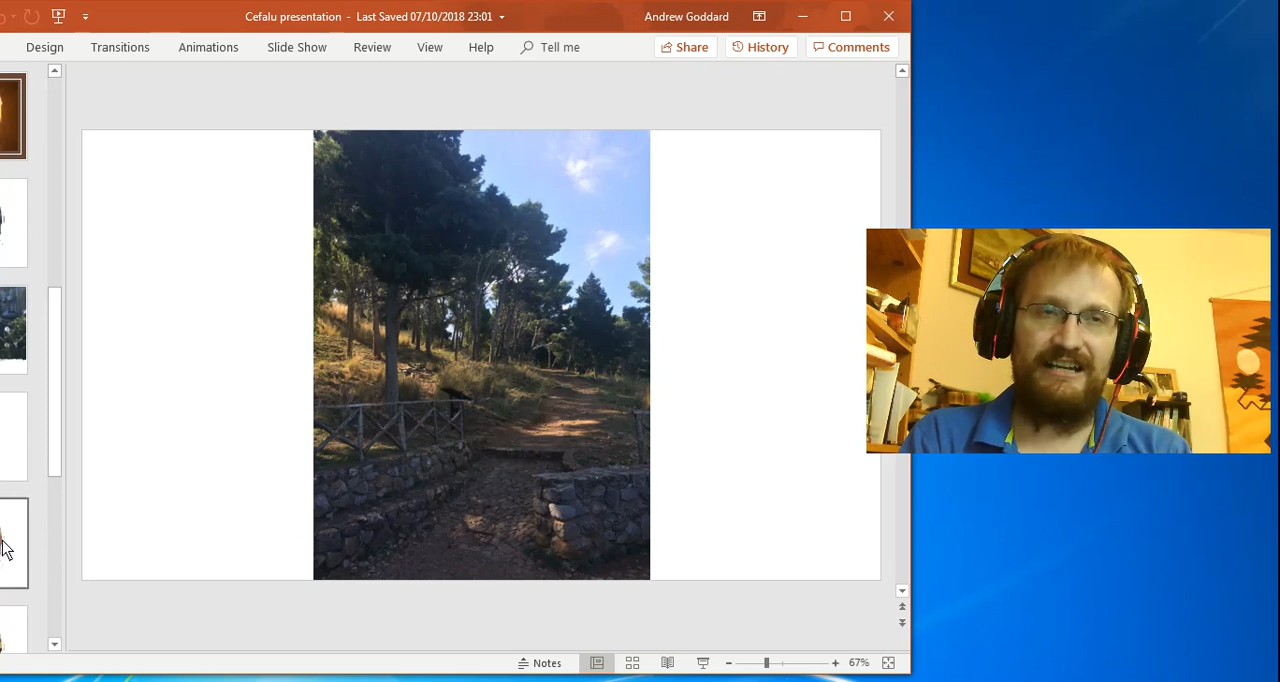 Cefalu presentation - Last Saved 07/10/2018 23:01
Andrew Goddard
Design Transitions Animations Slide Show Review View Help Tell me
Share History Comments
Notes
67%